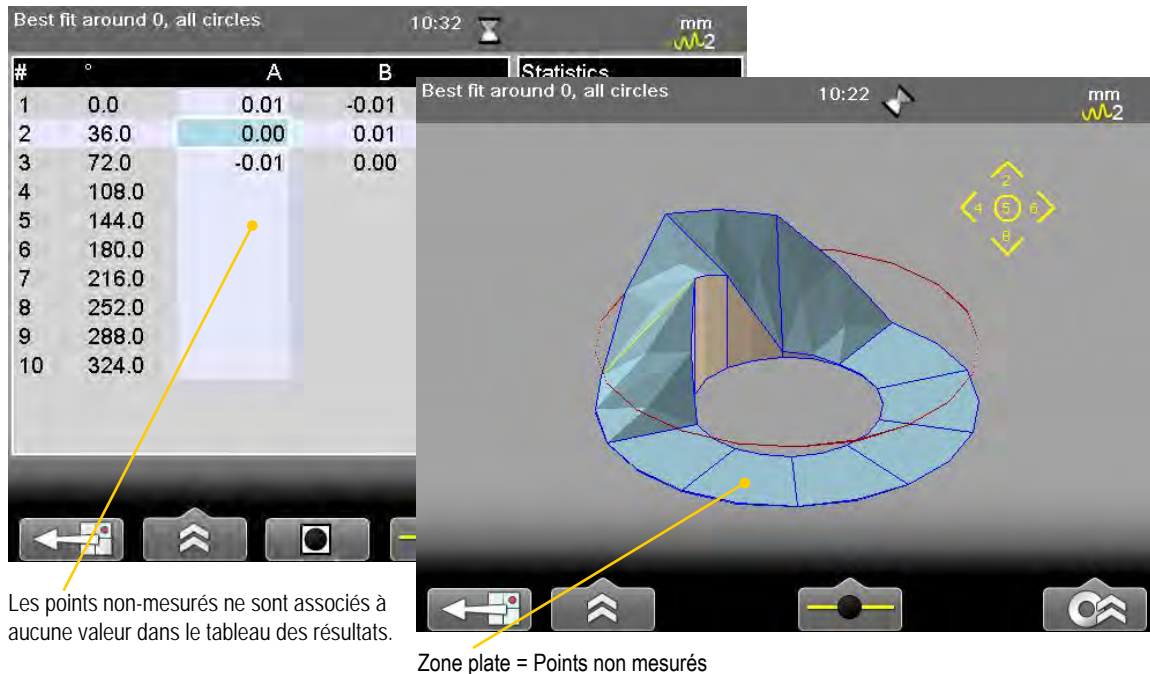 Best fit around 0, all circles 10:32 mm
2
# ° A B Statistics
1 0.0 0.01 -0.01
2 36.0 0.00 0.01
3 72.0 -0.01 0.00
4 108.0
5 144.0
6 180.0
7 216.0
8 252.0
9 288.0
10 324.0
Best fit around 0, all circles 10:22 mm
2
2
4 5 6
8
Les points non-mesurés ne sont associés à
aucune valeur dans le tableau des résultats.
Zone plate = Points non mesurés